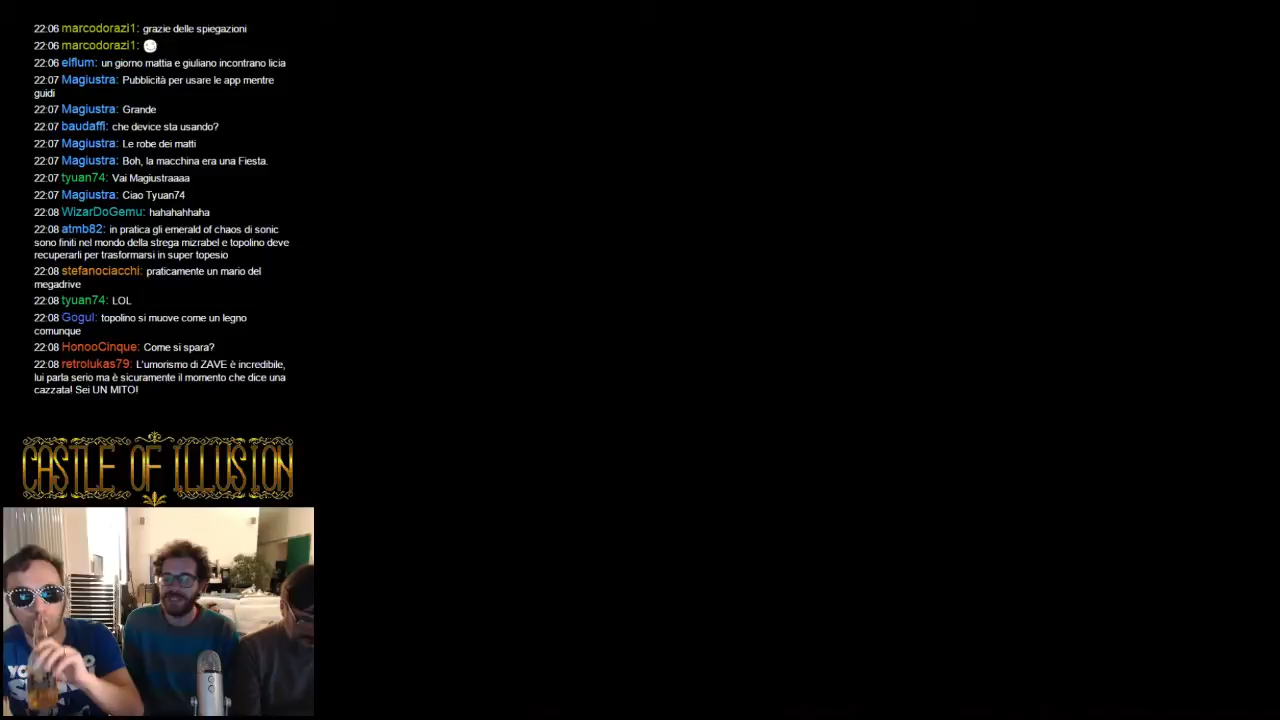 22:06 marcodorazi1: grazie delle spiegazioni
22:06 marcodorazi1:
22:06 elflum: un giorno mattia e giuliano incontrano licia
22:07 Magiustra: Pubblicità per usare le app mentre
guidi
22:07 Magiustra: Grande
22:07 baudaffi: che device sta usando?
22:07 Magiustra: Le robe dei matti
22:07 Magiustra: Boh, la macchina era una Fiesta.
22:07 tyuan74: Vai Magiustraaaa
22:07 Magiustra: Ciao Tyuan74
22:08 WizarDoGemu: hahahahhaha
22:08 atmb82: in pratica gli emerald of chaos di sonic
sono finiti nel mondo della strega mizrabel e topolino deve
recuperarli per trasformarsi in super topesio
22:08 stefanociacchi: praticamente un mario del
megadrive
22:08 tyuan74: LOL
22:08 Gogul: topolino si muove come un legno
comunque
22:08 HonooCinque: Come si spara?
22:08 retrolukas79: L'umorismo di ZAVE è incredibile,
lui parla serio ma è sicuramente il momento che dice una
cazzata! Sei UN MITO!
CASTLE OF ILLUSION